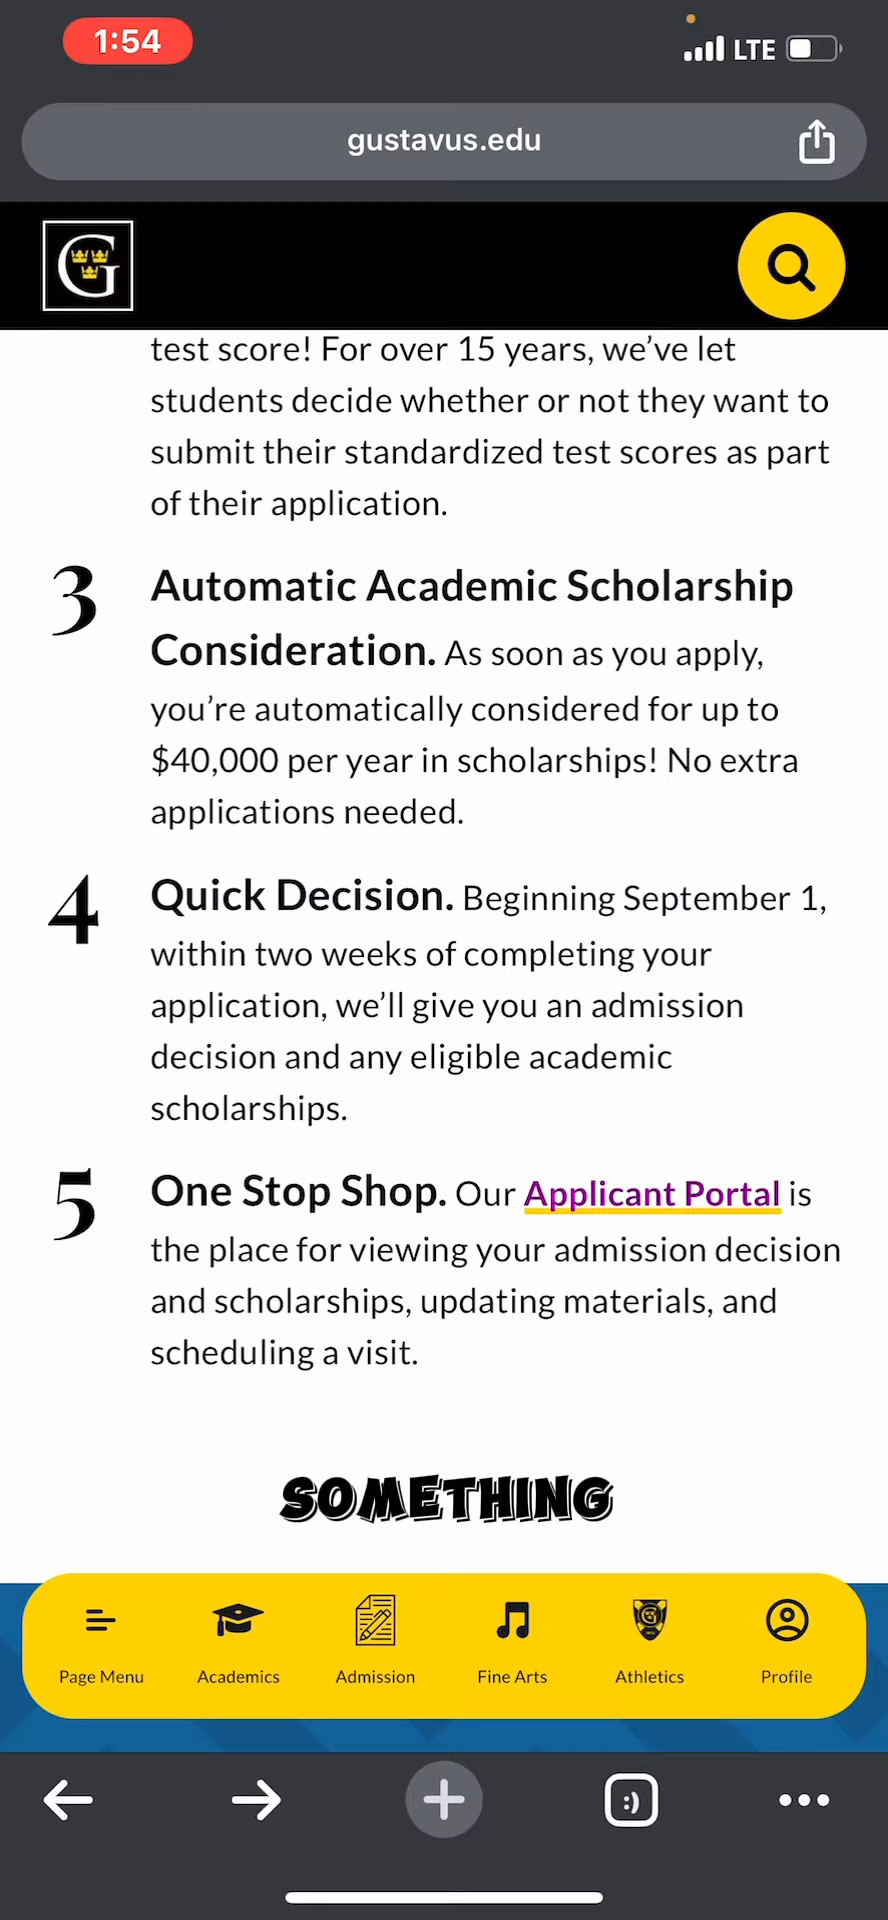 1:54
LTE
gustavus.edu
G
test score! For over 15 years, we’ve let
students decide whether or not they want to
submit their standardized test scores as part
of their application.
3
Automatic Academic Scholarship
Consideration. As soon as you apply,
you’re automatically considered for up to
$40,000 per year in scholarships! No extra
applications needed.
4
Quick Decision. Beginning September 1,
within two weeks of completing your
application, we’ll give you an admission
decision and any eligible academic
scholarships.
5
One Stop Shop. Our Applicant Portal is
the place for viewing your admission decision
and scholarships, updating materials, and
scheduling a visit.
SOMETHING
Page Menu Academics Admission Fine Arts Athletics Profile
:)